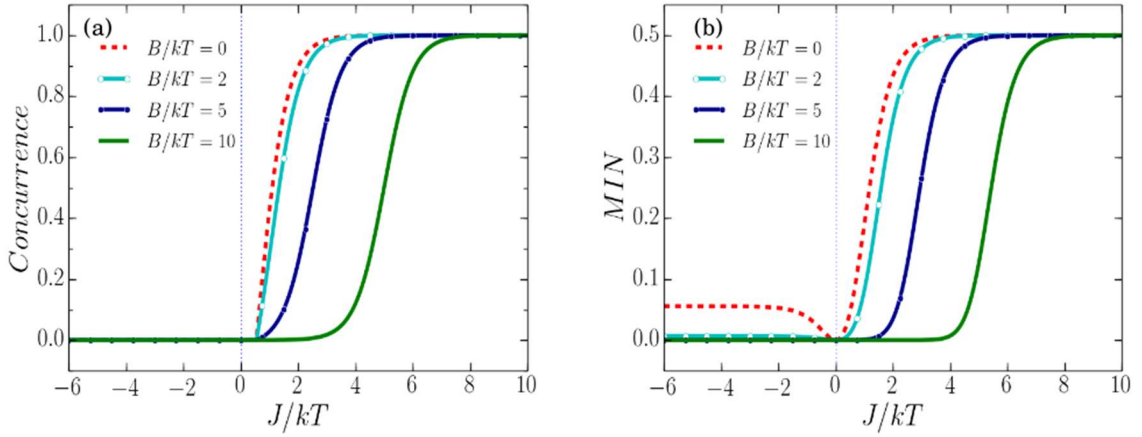 (a)
B/kT = 0
B/kT = 2
B/kT = 5
B/kT = 10
Concurrence
1.0
0.8
0.6
0.4
0.2
0.0
−6 −4 −2 0 2 4 6 8 10
J/kT
(b)
B/kT = 0
B/kT = 2
B/kT = 5
B/kT = 10
MIN
0.5
0.4
0.3
0.2
0.1
0.0
−6 −4 −2 0 2 4 6 8 10
J/kT